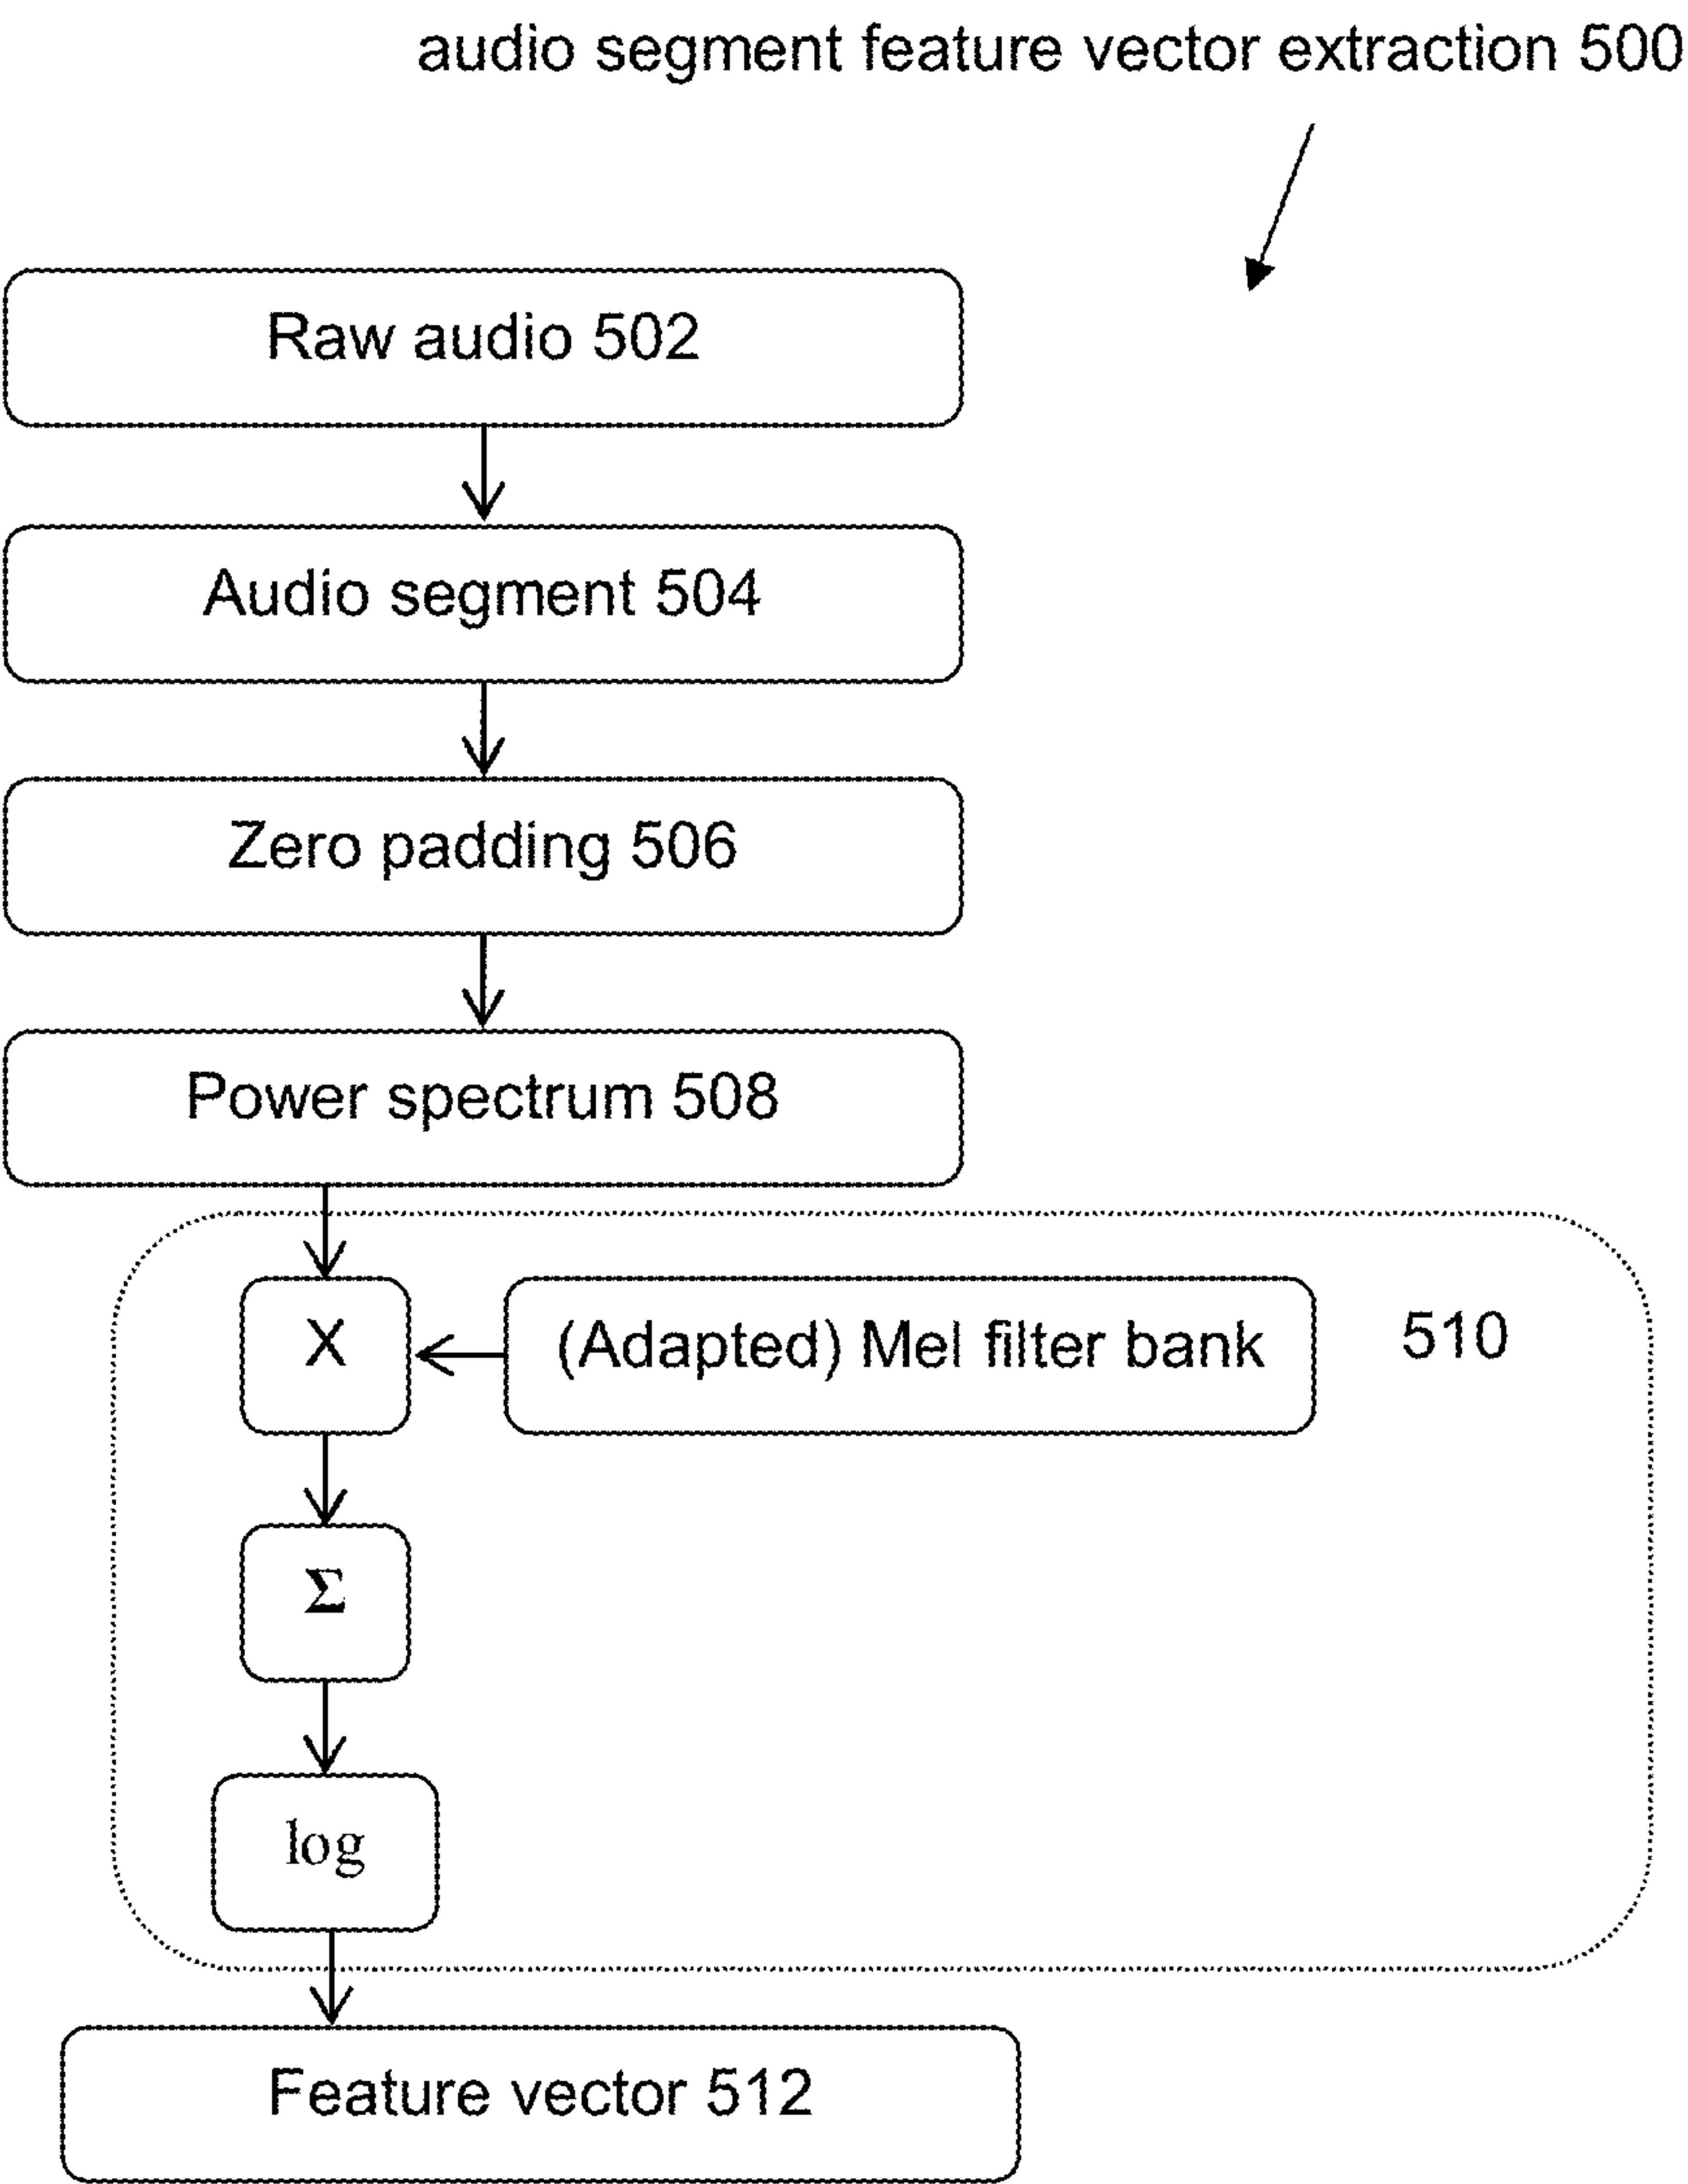 audio segment feature vector extraction 500
Raw audio 502
Audio segment 504
Zero padding 506
Power spectrum 508
X
(Adapted) Mel filter bank
510
Σ
log
Feature vector 512